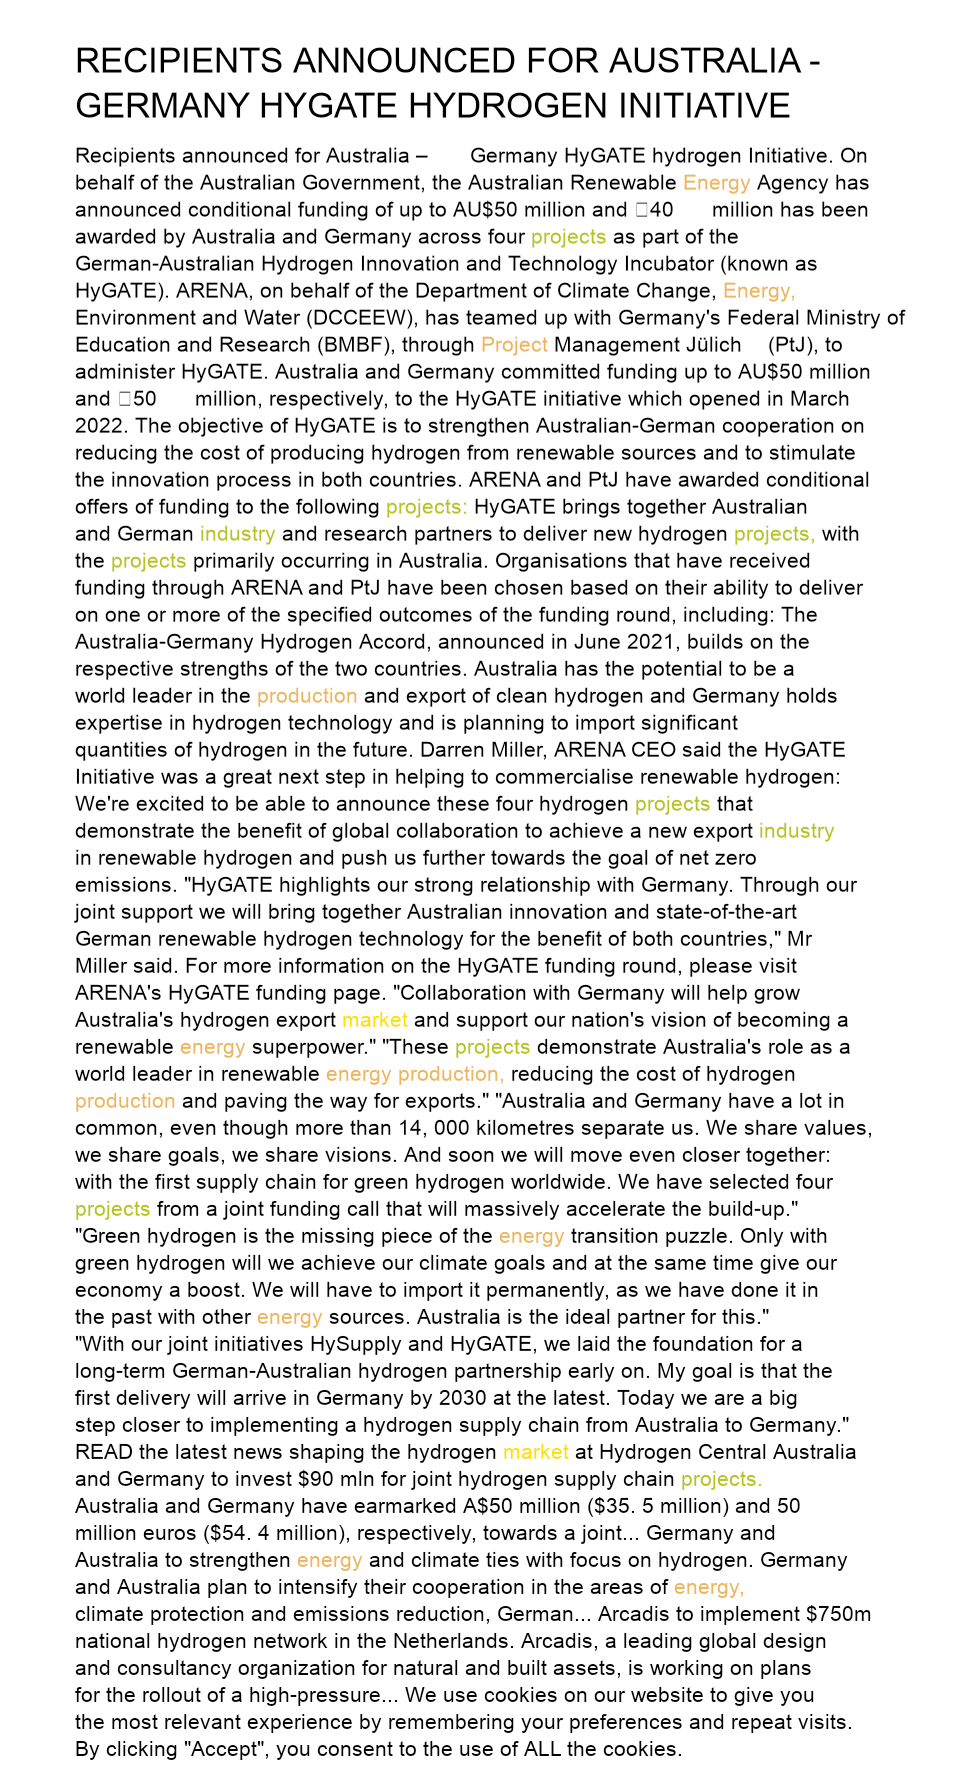 RECIPIENTS ANNOUNCED FOR AUSTRALIA -
GERMANY HYGATE HYDROGEN INITIATIVE
Recipients announced for Australia – Germany HyGATE hydrogen Initiative. On
behalf of the Australian Government, the Australian Renewable Energy Agency has
announced conditional funding of up to AU$50 million and □40 million has been
awarded by Australia and Germany across four projects as part of the
German-Australian Hydrogen Innovation and Technology Incubator (known as
HyGATE). ARENA, on behalf of the Department of Climate Change, Energy,
Environment and Water (DCCEEW), has teamed up with Germany's Federal Ministry of
Education and Research (BMBF), through Project Management Jülich (PtJ), to
administer HyGATE. Australia and Germany committed funding up to AU$50 million
and □50 million, respectively, to the HyGATE initiative which opened in March
2022. The objective of HyGATE is to strengthen Australian-German cooperation on
reducing the cost of producing hydrogen from renewable sources and to stimulate
the innovation process in both countries. ARENA and PtJ have awarded conditional
offers of funding to the following projects: HyGATE brings together Australian
and German industry and research partners to deliver new hydrogen projects, with
the projects primarily occurring in Australia. Organisations that have received
funding through ARENA and PtJ have been chosen based on their ability to deliver
on one or more of the specified outcomes of the funding round, including: The
Australia-Germany Hydrogen Accord, announced in June 2021, builds on the
respective strengths of the two countries. Australia has the potential to be a
world leader in the production and export of clean hydrogen and Germany holds
expertise in hydrogen technology and is planning to import significant
quantities of hydrogen in the future. Darren Miller, ARENA CEO said the HyGATE
Initiative was a great next step in helping to commercialise renewable hydrogen:
We're excited to be able to announce these four hydrogen projects that
demonstrate the benefit of global collaboration to achieve a new export industry
in renewable hydrogen and push us further towards the goal of net zero
emissions. "HyGATE highlights our strong relationship with Germany. Through our
joint support we will bring together Australian innovation and state-of-the-art
German renewable hydrogen technology for the benefit of both countries," Mr
Miller said. For more information on the HyGATE funding round, please visit
ARENA's HyGATE funding page. "Collaboration with Germany will help grow
Australia's hydrogen export market and support our nation's vision of becoming a
renewable energy superpower." "These projects demonstrate Australia's role as a
world leader in renewable energy production, reducing the cost of hydrogen
production and paving the way for exports." "Australia and Germany have a lot in
common, even though more than 14, 000 kilometres separate us. We share values,
we share goals, we share visions. And soon we will move even closer together:
with the first supply chain for green hydrogen worldwide. We have selected four
projects from a joint funding call that will massively accelerate the build-up."
"Green hydrogen is the missing piece of the energy transition puzzle. Only with
green hydrogen will we achieve our climate goals and at the same time give our
economy a boost. We will have to import it permanently, as we have done it in
the past with other energy sources. Australia is the ideal partner for this."
"With our joint initiatives HySupply and HyGATE, we laid the foundation for a
long-term German-Australian hydrogen partnership early on. My goal is that the
first delivery will arrive in Germany by 2030 at the latest. Today we are a big
step closer to implementing a hydrogen supply chain from Australia to Germany."
READ the latest news shaping the hydrogen market at Hydrogen Central Australia
and Germany to invest $90 mln for joint hydrogen supply chain projects.
Australia and Germany have earmarked A$50 million ($35. 5 million) and 50
million euros ($54. 4 million), respectively, towards a joint... Germany and
Australia to strengthen energy and climate ties with focus on hydrogen. Germany
and Australia plan to intensify their cooperation in the areas of energy,
climate protection and emissions reduction, German... Arcadis to implement $750m
national hydrogen network in the Netherlands. Arcadis, a leading global design
and consultancy organization for natural and built assets, is working on plans
for the rollout of a high-pressure... We use cookies on our website to give you
the most relevant experience by remembering your preferences and repeat visits.
By clicking "Accept", you consent to the use of ALL the cookies.